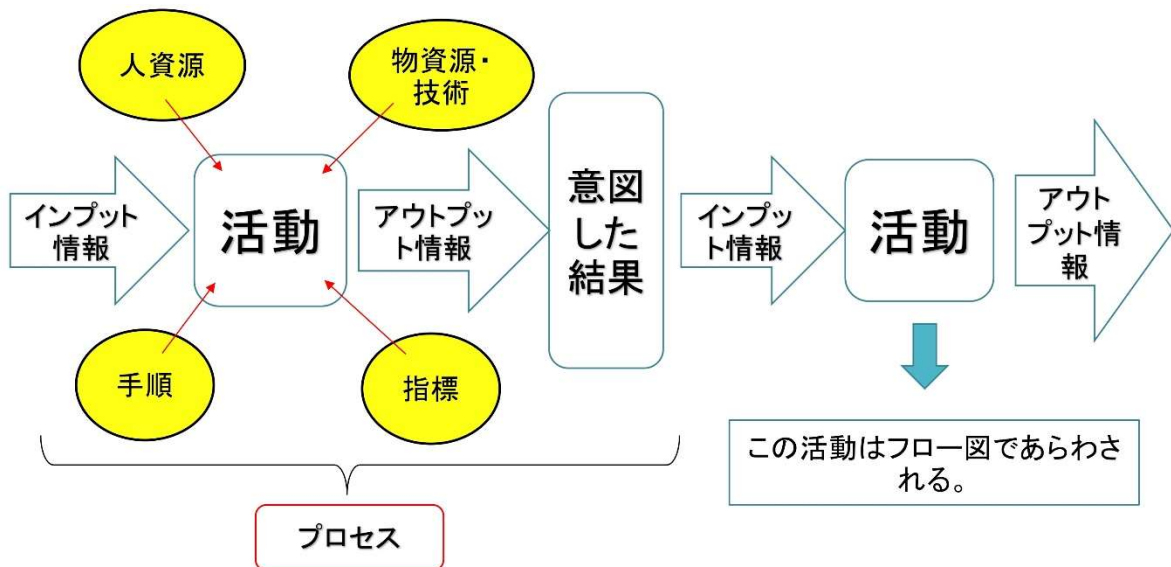 人資源
物資源・
技術
インプット
情報
活動
アウトプッ
ト情報
意図
した
結果
インプッ
ト情報
活動
アウト
プット情
報
手順
指標
この活動はフロー図であらわさ
れる。
プロセス